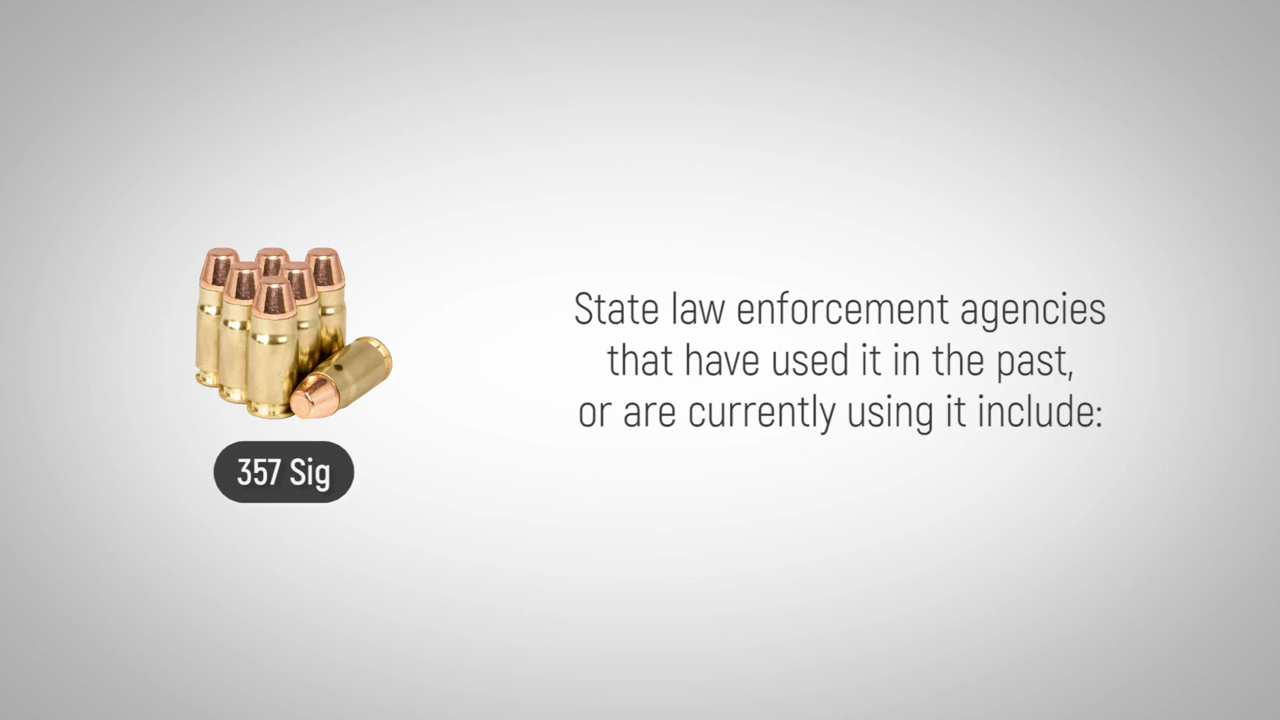 State law enforcement agencies
that have used it in the past,
or are currently using it include:
357 Sig